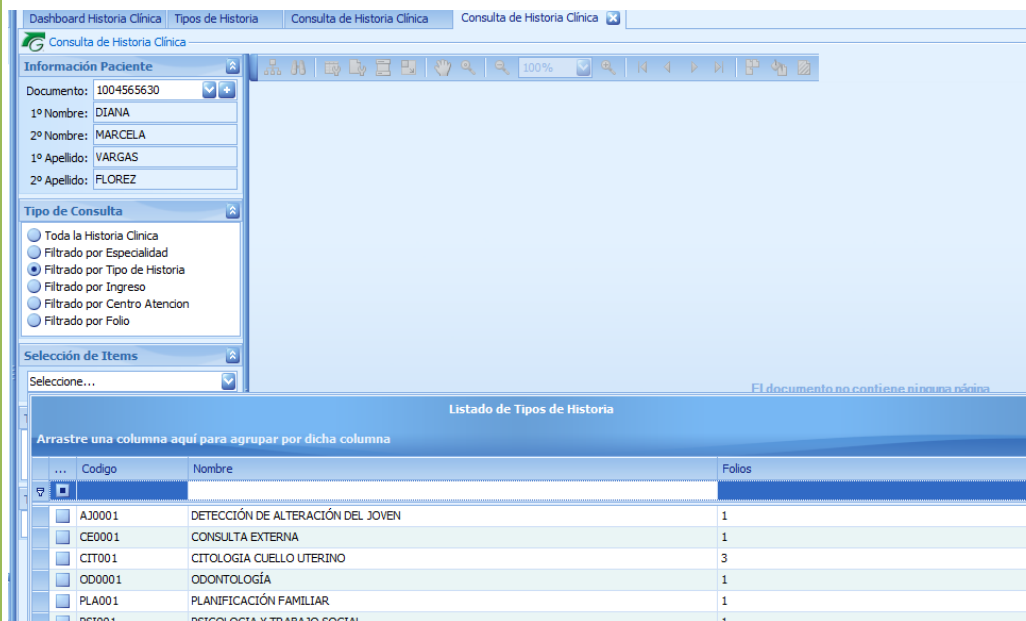 Dashboard Historia Clínica Tipos de Historia Consulta de Historia Clínica Consulta de Historia Clínica
Consulta de Historia Clínica
Información Paciente
100%
Documento: 1004565630
1º Nombre: DIANA
2º Nombre: MARCELA
1º Apellido: VARGAS
2º Apellido: FLOREZ
Tipo de Consulta
Toda la Historia Clinica
Filtrado por Especialidad
Filtrado por Tipo de Historia
Filtrado por Ingreso
Filtrado por Centro Atencion
Filtrado por Folio
Selección de Items
Seleccione...
El documento no contiene ninguna página
Listado de Tipos de Historia
Arrastre una columna aquí para agrupar por dicha columna
... Codigo Nombre Folios
AJ0001 DETECCIÓN DE ALTERACIÓN DEL JOVEN 1
CE0001 CONSULTA EXTERNA 1
CIT001 CITOLOGIA CUELLO UTERINO 3
OD0001 ODONTOLOGÍA 1
PLA001 PLANIFICACIÓN FAMILIAR 1
PSI001 PSICOLOGIA Y TRABAJO SOCIAL 1